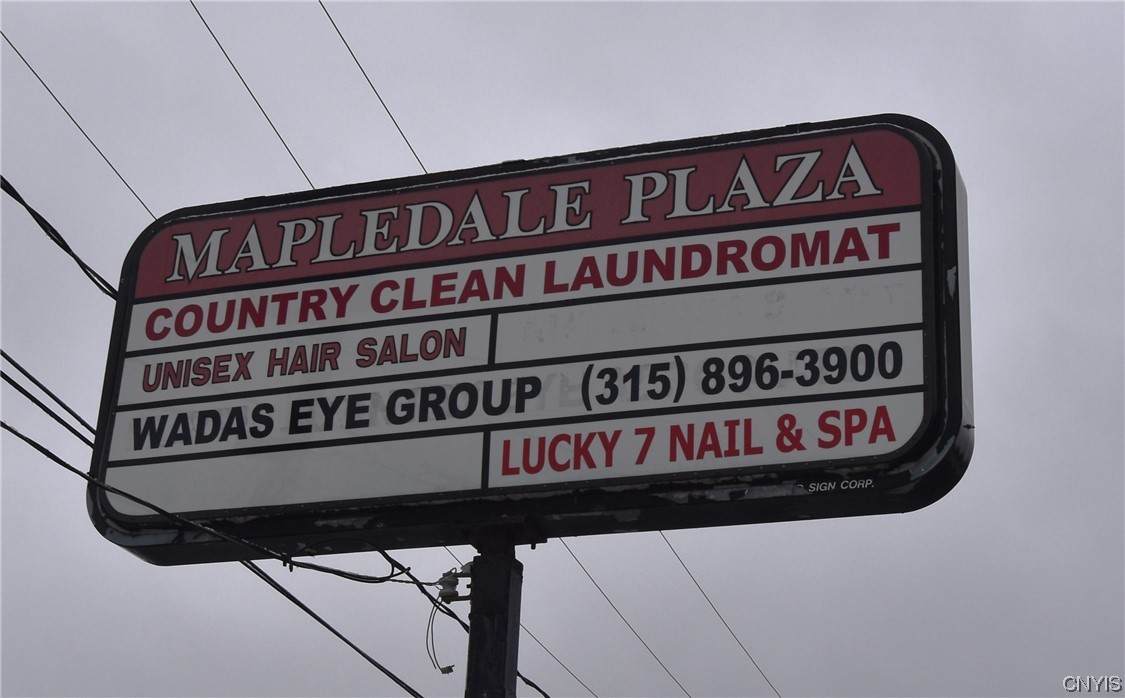 MAPLEDALE PLAZA
COUNTRY CLEAN LAUNDROMAT
UNISEX HAIR SALON
WADAS EYE GROUP (315) 896-3900
LUCKY 7 NAIL & SPA
SIGN CORP.
CNYIS